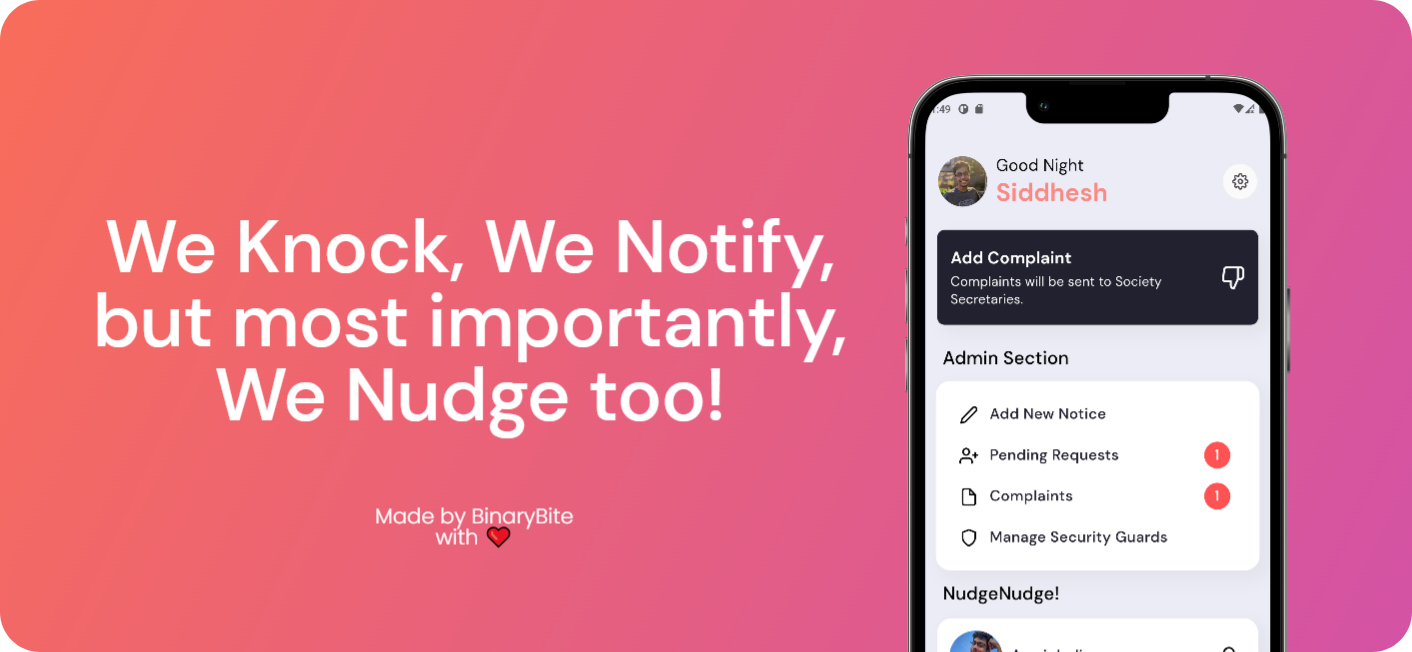 We Knock, We Notify,
but most importantly,
We Nudge too!
Made by BinaryBite
with
:49
Good Night
Siddhesh
Add Complaint
Complaints will be sent to Society
Secretaries.
Admin Section
Add New Notice
Pending Requests 1
Complaints 1
Manage Security Guards
NudgeNudge!